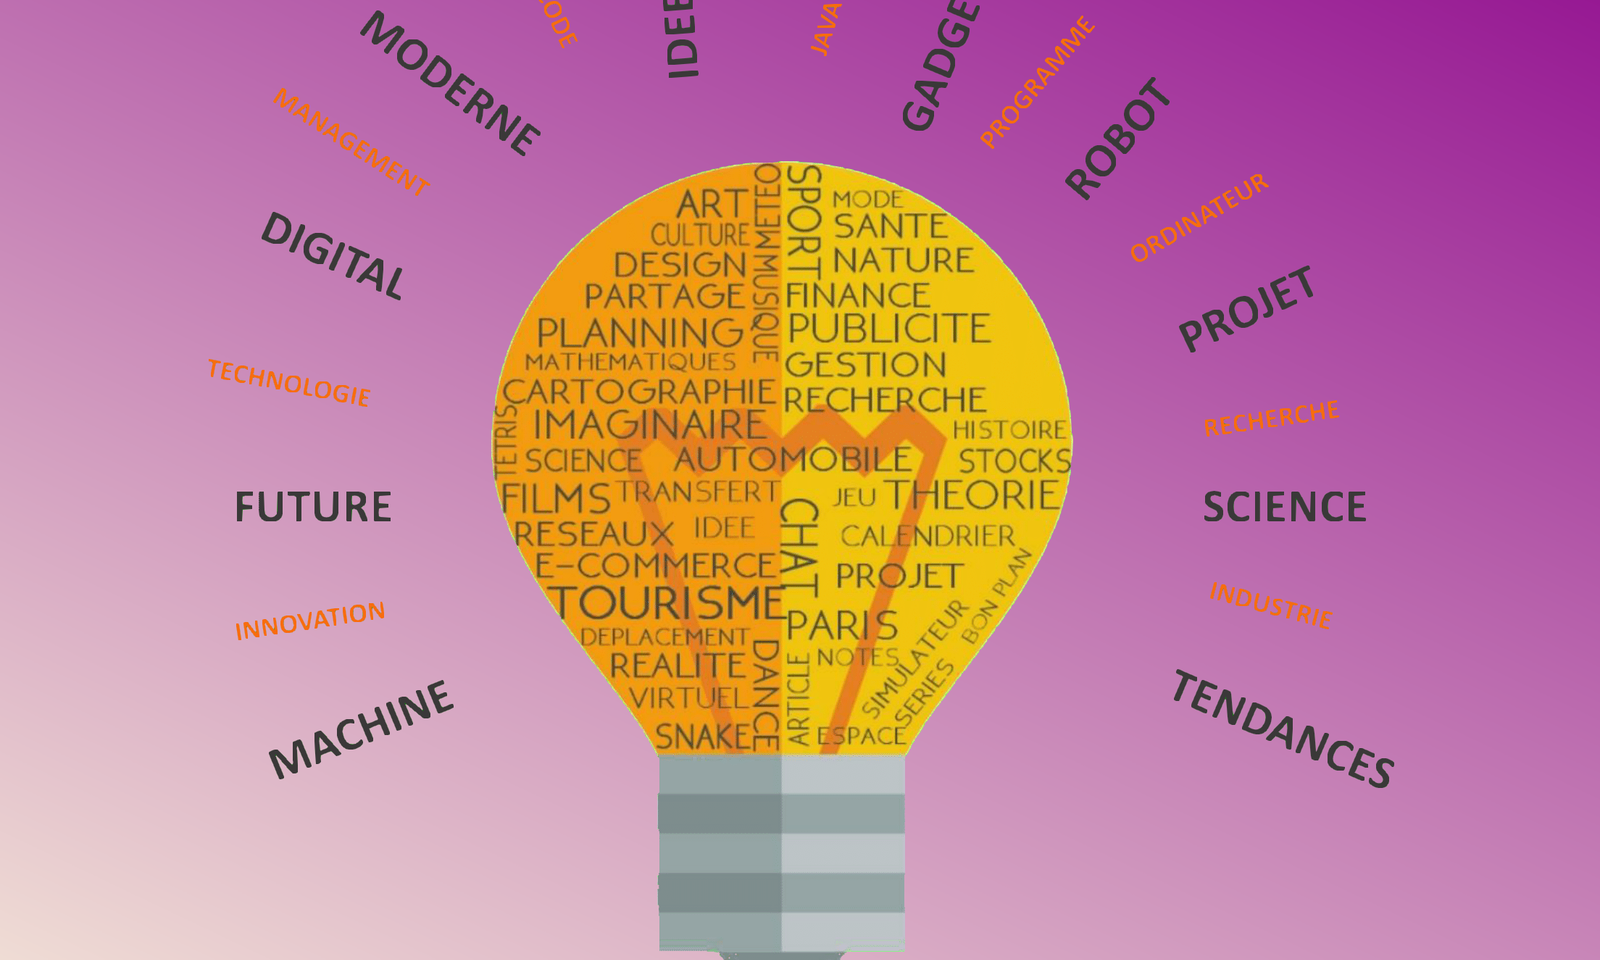 MODERNE
MANAGEMENT
DIGITAL
TECHNOLOGIE
FUTURE
INNOVATION
MACHINE
IDEE
JAVA
GADGE
PROGRAMME
ROBOT
ORDINATEUR
PROJET
RECHERCHE
SCIENCE
INDUSTRIE
TENDANCES
ART
CULTURE
DESIGN
PARTAGE
PLANNING
MATHEMATIQUES
CARTOGRAPHIE
IMAGINAIRE
TETRIS
SCIENCE
AUTOMOBILE
FILMS
TRANSFERT
RESEAUX
IDEE
E-COMMERCE
TOURISME
DEPLACEMENT
REALITE
VIRTUEL
SNAKE
DANCE
METEO
MUSIQUE
SPORT
MODE
SANTE
NATURE
FINANCE
PUBLICITE
GESTION
RECHERCHE
HISTOIRE
STOCKS
JEU
THEORIE
CHAT
CALENDRIER
PROJET
PARIS
BON PLAN
NOTES
SIMULATEUR
SERIES
ARTICLE
ESPACE